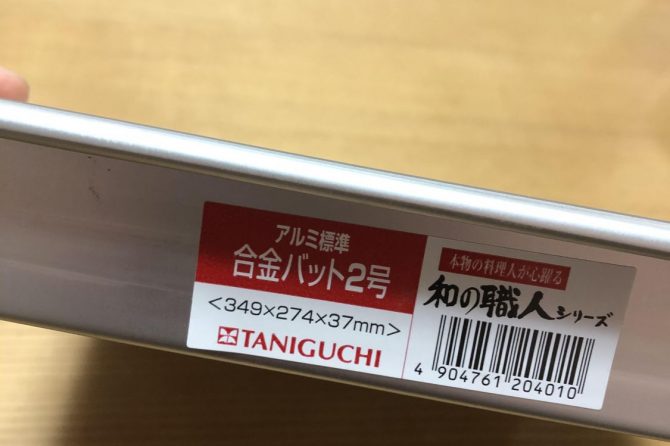 アルミ標準
合金バット2号
<349×274×37mm>
TANIGUCHI
本物の料理人が心躍る
和の職人シリーズ
4 904761 204010